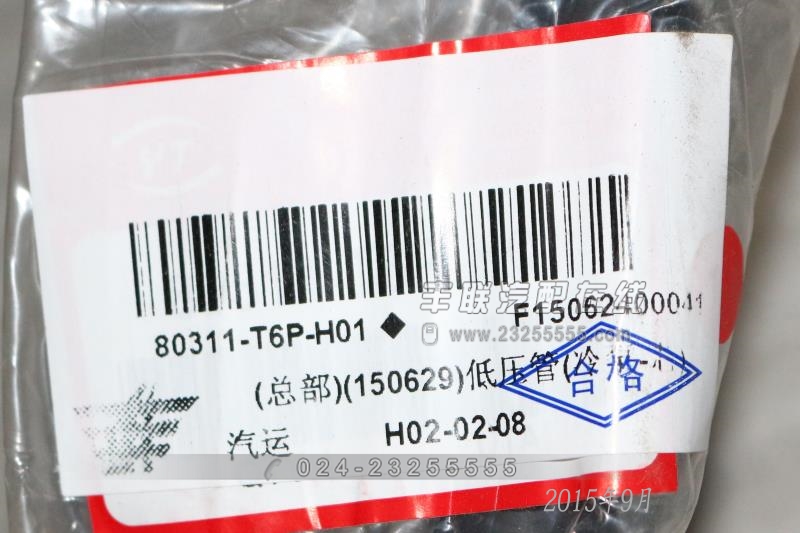 YT
车联汽配在线
80311-T6P-H01 ◆ F15062400041
www.23255555.com
(总部)(150629)低压管(冷
合格
汽运 H02-02-08
024-23255555
2015年9月